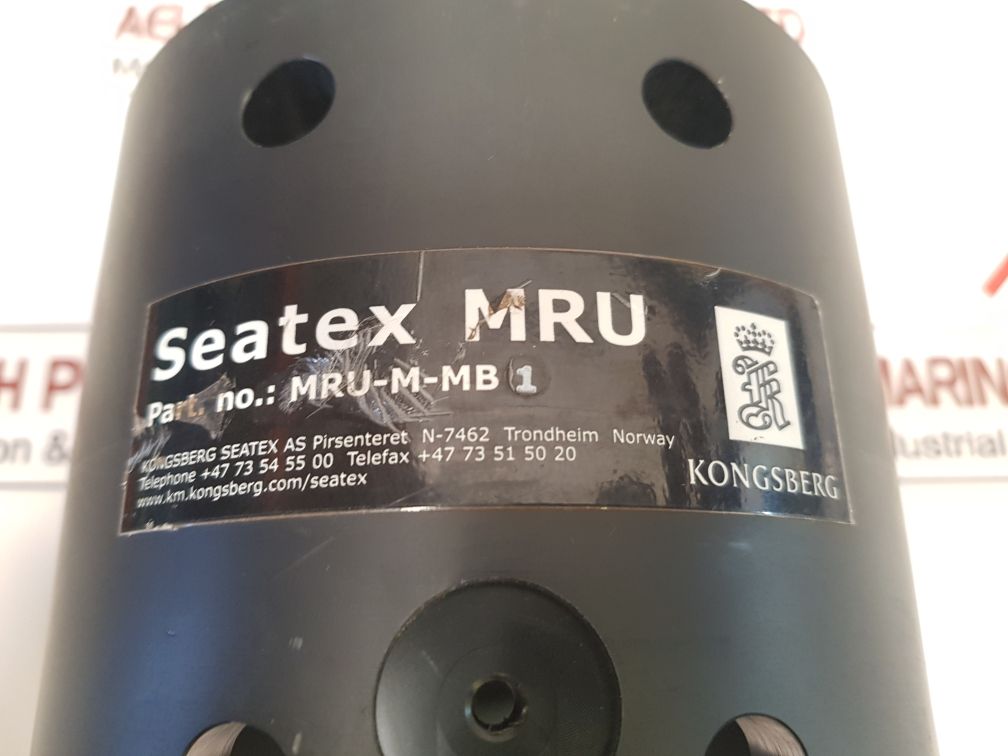 Seatex MRU
Part. no.: MRU-M-MB 1
KONGSBERG SEATEX AS Pirsenteret N-7462 Trondheim Norway
Telephone +47 73 54 55 00 Telefax +47 73 51 50 20
www.km.kongsberg.com/seatex
KONGSBERG